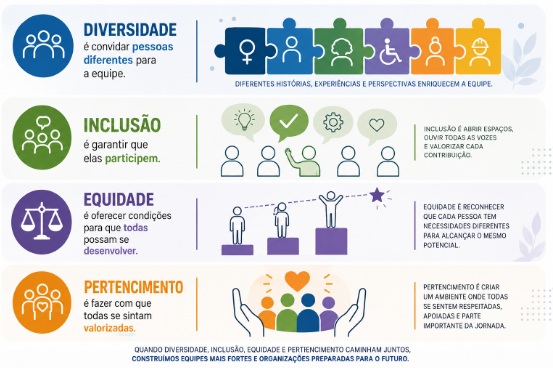 DIVERSIDADE
é convidar pessoas
diferentes para
a equipe.
DIFERENTES HISTÓRIAS, EXPERIÊNCIAS E PERSPECTIVAS ENRIQUECEM A EQUIPE.
INCLUSÃO
é garantir que
elas participem.
INCLUSÃO É ABRIR ESPAÇOS,
OUVIR TODAS AS VOZES
E VALORIZAR CADA
CONTRIBUIÇÃO.
EQUIDADE
é oferecer condições
para que todas
possam se
desenvolver.
EQUIDADE É RECONHECER
QUE CADA PESSOA TEM
NECESSIDADES DIFERENTES
PARA ALCANÇAR O MESMO
POTENCIAL.
PERTENCIMENTO
é fazer com que
todas se sintam
valorizadas.
PERTENCIMENTO É CRIAR
UM AMBIENTE ONDE TODAS
SE SENTEM RESPEITADAS,
APOIADAS E PARTE
IMPORTANTE DA JORNADA.
QUANDO DIVERSIDADE, INCLUSÃO, EQUIDADE E PERTIENCIMENTO CAMINHAM JUNTOS,
CONSTRUÍMOS EQUIPES MAIS FORTES E ORGANIZAÇÕES PREPARADAS PARA O FUTURO.